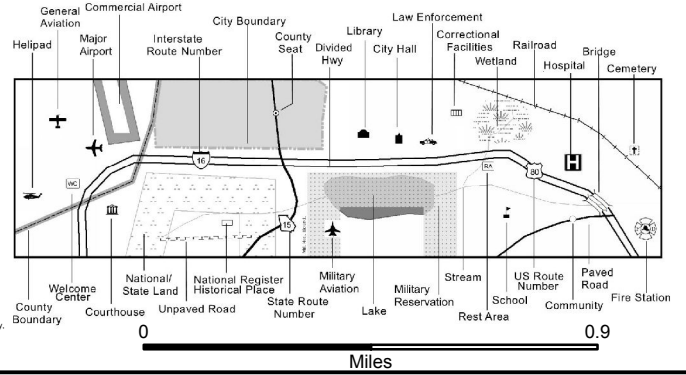 General
Aviation
Commercial Airport
Helipad
Major
Airport
Interstate
Route Number
City Boundary
County
Seat
Divided
Hwy
Library
City Hall
Law Enforcement
Correctional
Facilities
Wetland
Railroad
Hospital
Bridge
Cemetery
16
WC
H
80
RA
15
County
Boundary
Welcome
Center
Courthouse
National/
State Land
Unpaved Road
National Register
Historical Place
State Route
Number
Military
Aviation
Lake
Military
Reservation
Stream
Rest Area
School
US Route
Number
Community
Paved
Road
Fire Station
y.
0
0.9
Miles